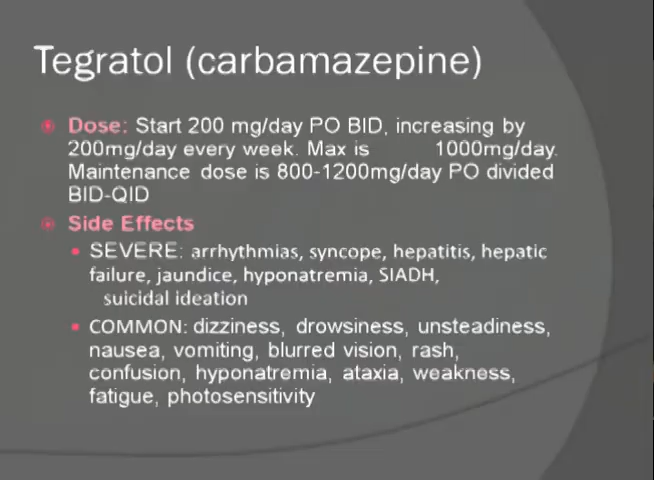 Tegratol (carbamazepine)
Dose: Start 200 mg/day PO BID, increasing by
200mg/day every week. Max is 1000mg/day.
Maintenance dose is 800-1200mg/day PO divided
BID-QID
Side Effects
SEVERE: arrhythmias, syncope, hepatitis, hepatic
failure, jaundice, hyponatremia, SIADH,
suicidal ideation
COMMON: dizziness, drowsiness, unsteadiness,
nausea, vomiting, blurred vision, rash,
confusion, hyponatremia, ataxia, weakness,
fatigue, photosensitivity